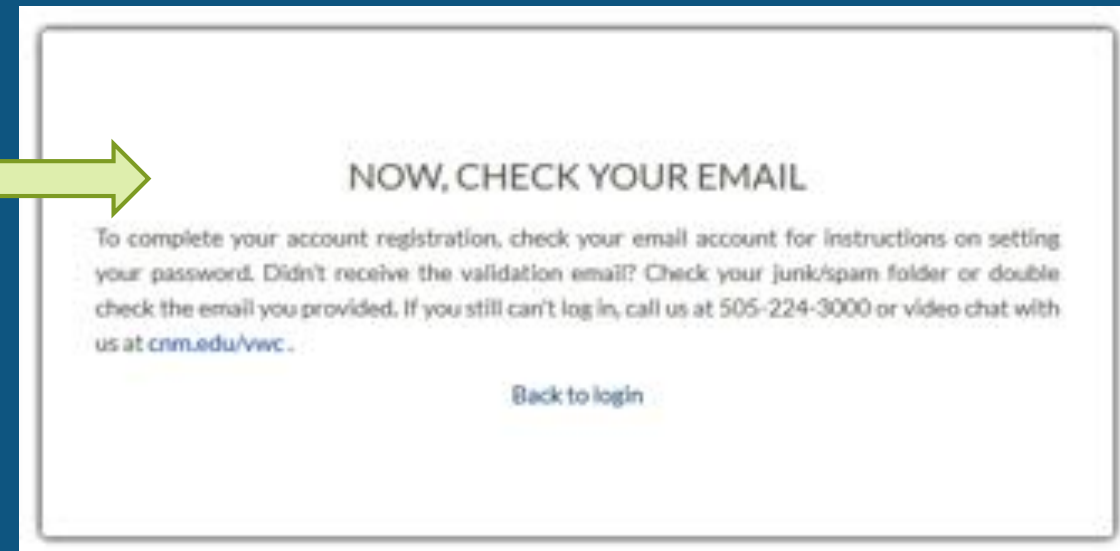 NOW, CHECK YOUR EMAIL
To complete your account registration, check your email account for instructions on setting
your password. Didn't receive the validation email? Check your junk/spam folder or double
check the email you provided. If you still can't log in, call us at 505-224-3000 or video chat with
us at cnm.edu/vwc .
Back to login